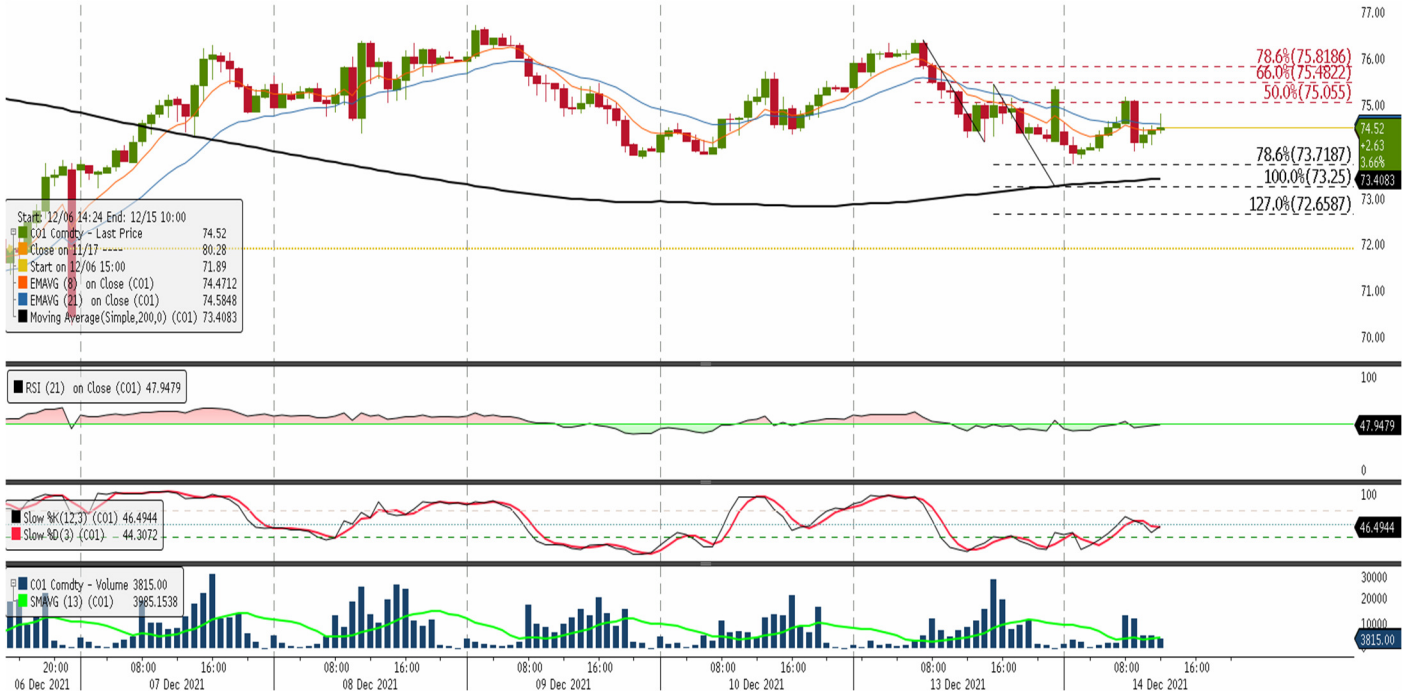 77.00
76.00
75.00
73.00
72.00
71.00
70.00
78.6%(75.8186)
66.0%(75.4822)
50.0%(75.055)
78.6%(73.7187)
100.0%(73.25)
127.0%(72.6587)
74.52
+2.63
3.66%
73.4083
Start: 12/06 14:24 End: 12/15 10:00
CO1 Comdty - Last Price 74.52
Close on 11/17 ---- 80.28
Start on 12/06 15:00 71.89
EMAVG (8) on Close (CO1) 74.4712
EMAVG (21) on Close (CO1) 74.5848
Moving Average(Simple,200,0) (CO1) 73.4083
RSI (21) on Close (CO1) 47.9479
100
47.9479
0
Slow %K(12,3) (CO1) 46.4944
Slow %D(3) (CO1) 44.3072
100
46.4944
CO1 Comdty - Volume 3815.00
SMAVG (13) (CO1) 3985.1538
30000
20000
10000
3815.00
0
20:00 08:00 16:00 08:00 16:00 08:00 16:00 08:00 16:00 08:00 16:00 08:00 16:00
06 Dec 2021 07 Dec 2021 08 Dec 2021 09 Dec 2021 10 Dec 2021 13 Dec 2021 14 Dec 2021